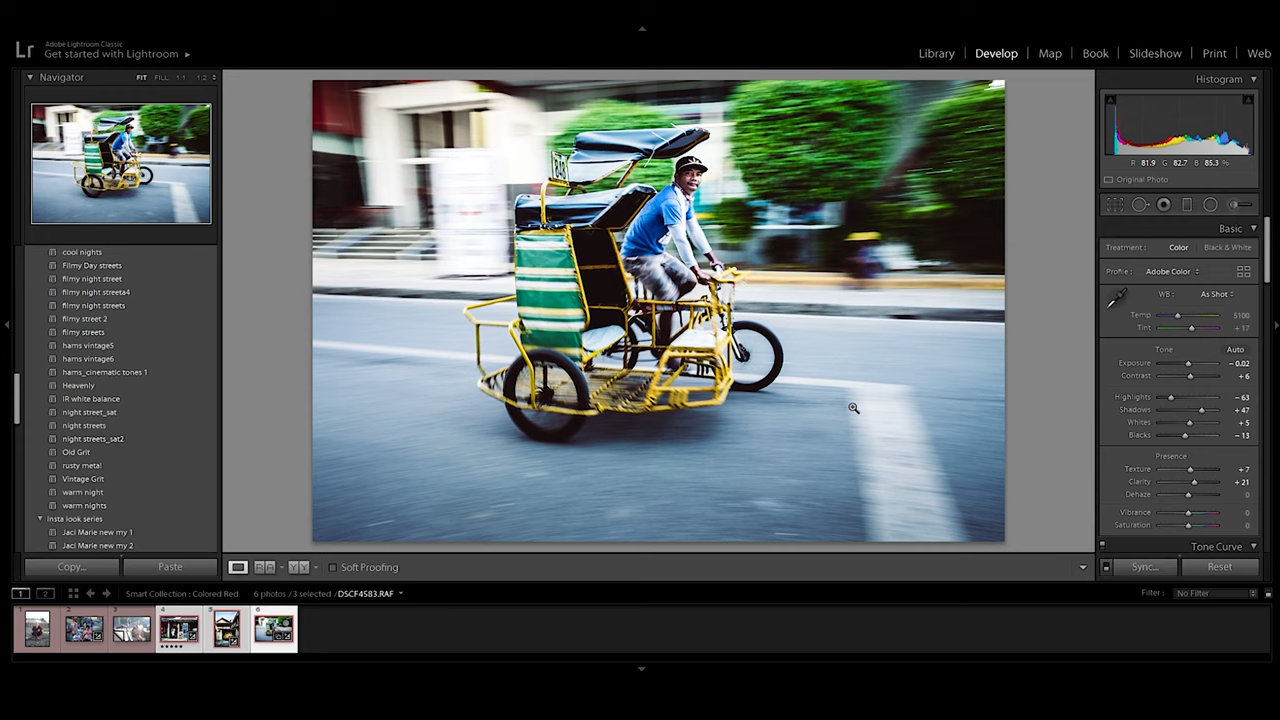 Lr
Adobe Lightroom Classic
Get started with Lightroom
Library | Develop | Map | Book | Slideshow | Print | Web
Navigator FIT FILL 1:1 1:2
Histogram
R 81.9 G 82.7 B 85.3 %
Original Photo
Basic
Treatment: Color Black & White
Profile: Adobe Color
WB: As Shot
Temp 5100
Tint + 17
Tone Auto
Exposure − 0.02
Contrast + 6
Highlights − 63
Shadows + 47
Whites + 5
Blacks − 13
Presence
Texture + 7
Clarity + 21
Dehaze 0
Vibrance 0
Saturation 0
Tone Curve
Sync... Reset
cool nights
Filmy Day streets
filmy night street
filmy night streeta4
filmy night streets
filmy street 2
filmy streets
hams vintage5
hams vintage6
hams_cinematic tones 1
Heavenly
IR white balance
night street_sat
night streets
night streets_sat2
Old Grit
rusty metal
Vintage Grit
warm night
warm nights
Insta look series
Jaci Marie new my 1
Jaci Marie new my 2
Copy... Paste
Soft Proofing
1 2 Smart Collection : Colored Red 6 photos /3 selected /DSCF4583.RAF
Filter : No Filter
1 2 3 4 5 6